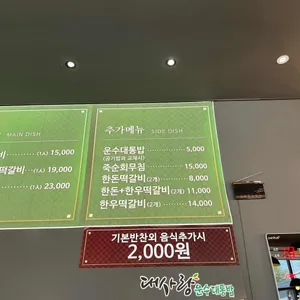 MAIN DISH
비 (1人) 15,000
떡갈비 (1人) 19,000
(1人) 23,000
추가메뉴 SIDE DISH
운수대통밥 5,000
(공기밥과 교체시)
죽순회무침 15,000
한돈떡갈비(2개) 8,000
한돈+한우떡갈비(2개) 11,000
한우떡갈비(2개) 14,000
기본반찬외 음식추가시
2,000원
대사랑
운수대통밥